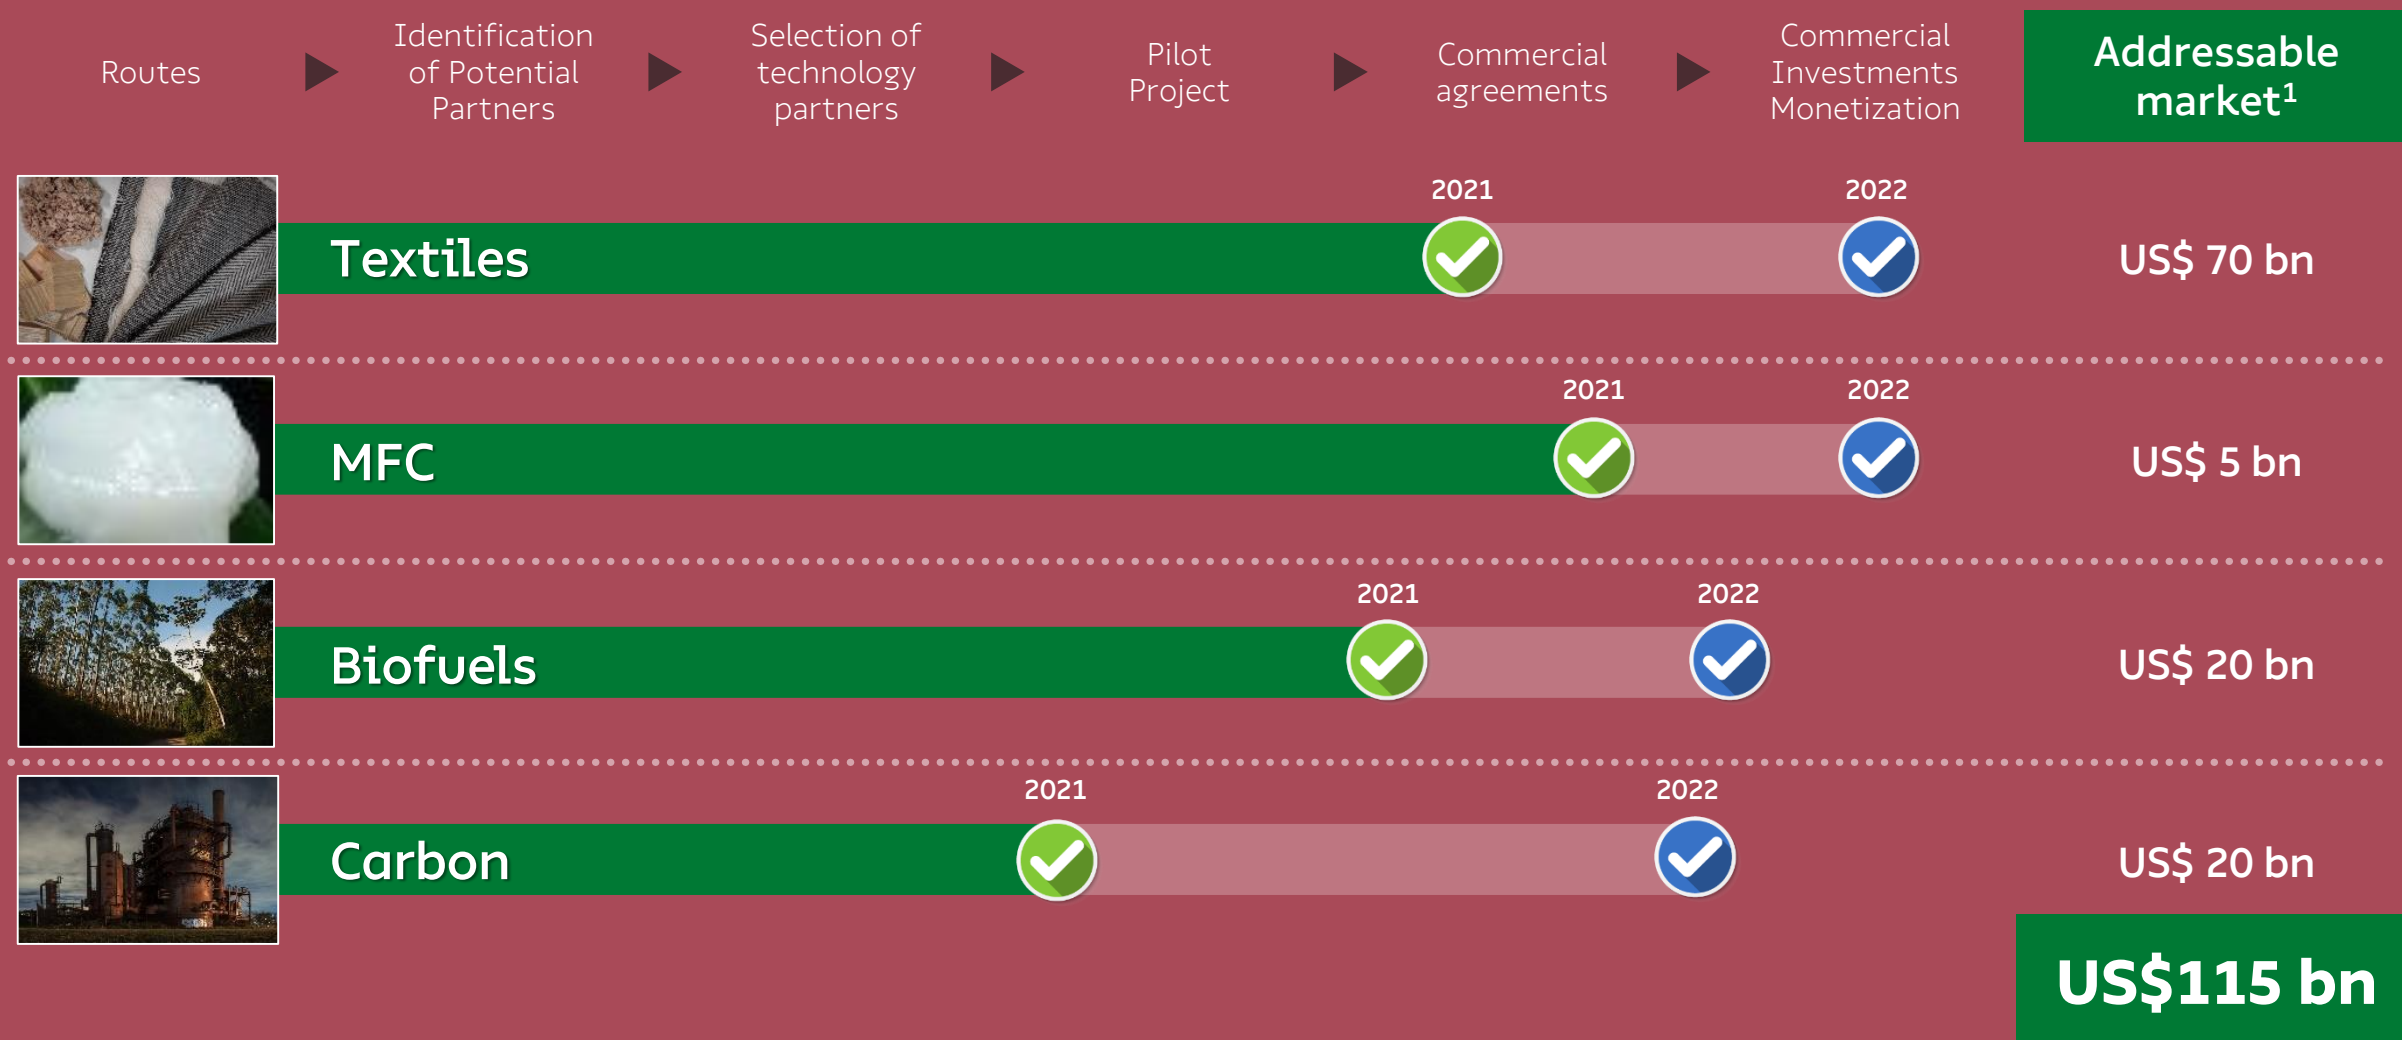 Routes
Identification
of Potential
Partners
Selection of
technology
partners
Pilot
Project
Commercial
agreements
Commercial
Investments
Monetization
Addressable
market¹
2021
2022
Textiles
US$ 70 bn
2021
2022
MFC
US$ 5 bn
2021
2022
Biofuels
US$ 20 bn
2021
2022
Carbon
US$ 20 bn
US$115 bn